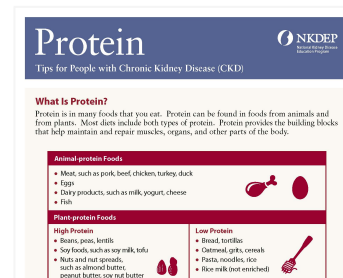 Protein
NKDEP
National Kidney Disease
Education Program
Tips for People with Chronic Kidney Disease (CKD)
What Is Protein?
Protein is in many foods that you eat. Protein can be found in foods from animals and
from plants. Most diets include both types of protein. Protein provides the building blocks
that help maintain and repair muscles, organs, and other parts of the body.
Animal-protein Foods
• Meat, such as pork, beef, chicken, turkey, duck
• Eggs
• Dairy products, such as milk, yogurt, cheese
• Fish
Plant-protein Foods
High Protein
• Beans, peas, lentils
• Soy foods, such as soy milk, tofu
• Nuts and nut spreads,
such as almond butter,
peanut butter, soy nut butter
Low Protein
• Bread, tortillas
• Oatmeal, grits, cereals
• Pasta, noodles, rice
• Rice milk (not enriched)